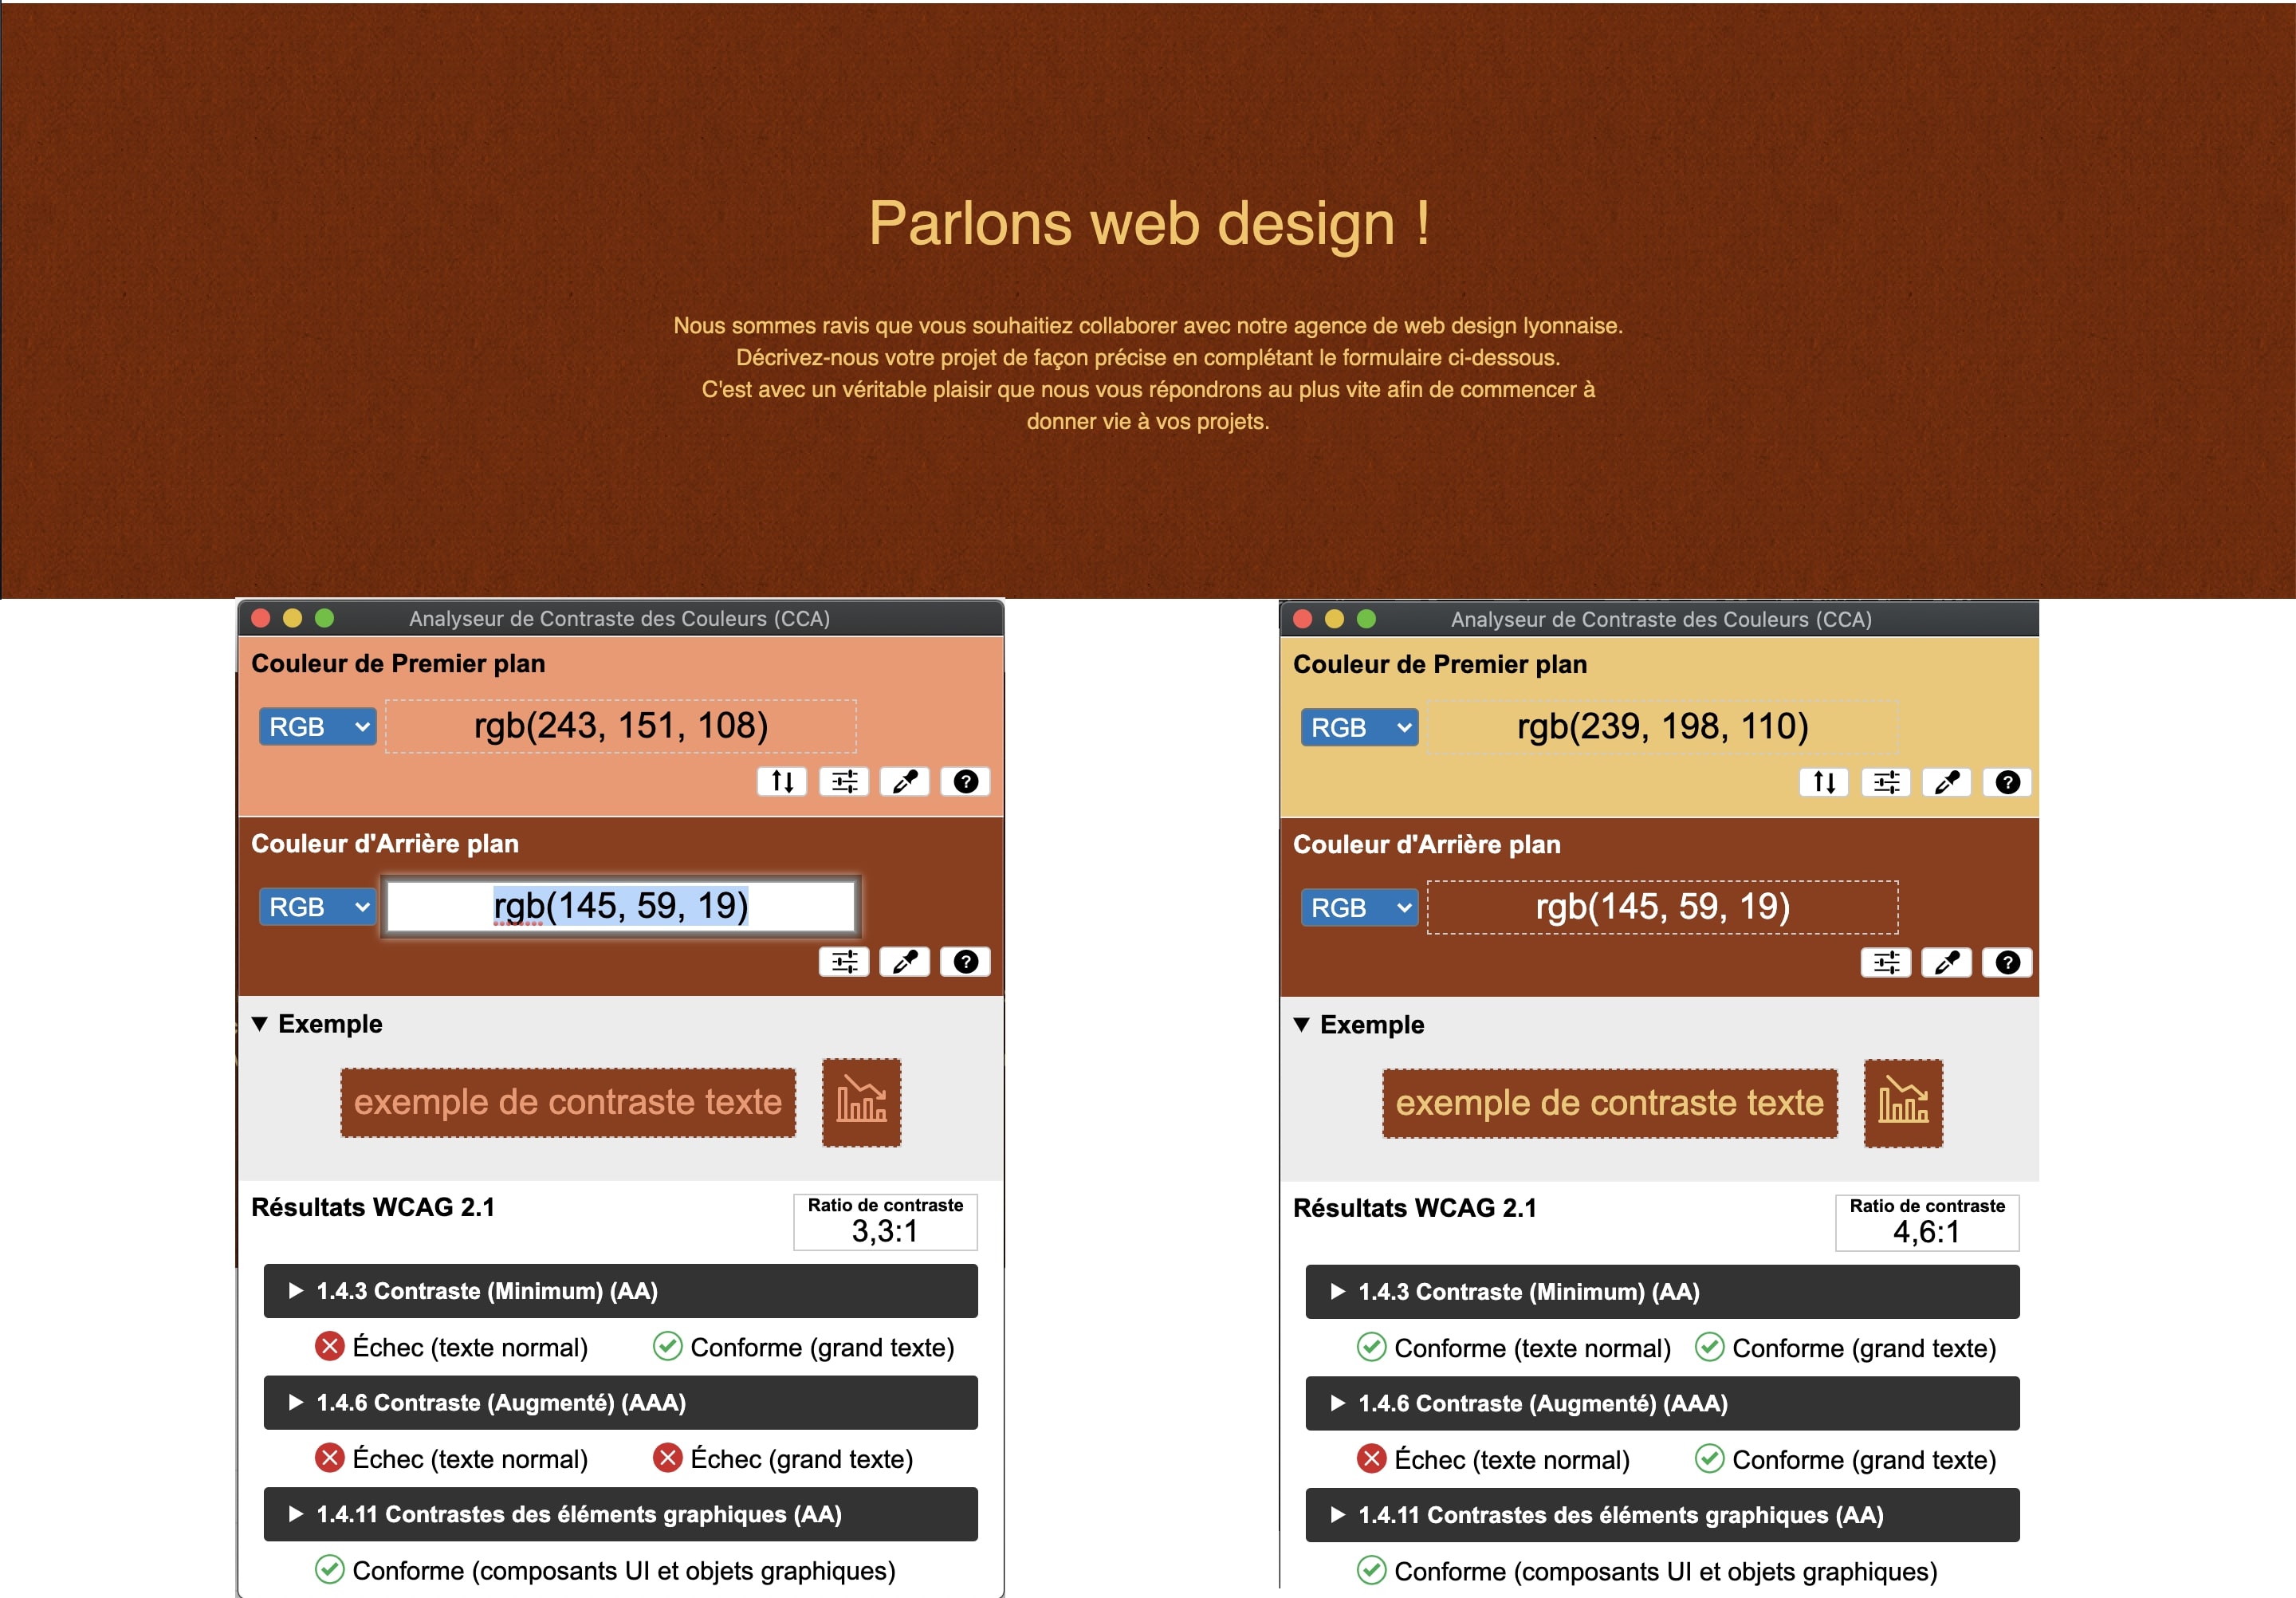 Parlons web design !
Nous sommes ravis que vous souhaitiez collaborer avec notre agence de web design lyonnaise.
Décrivez-nous votre projet de façon précise en complétant le formulaire ci-dessous.
C'est avec un véritable plaisir que nous vous répondrons au plus vite afin de commencer à
donner vie à vos projets.
Analyseur de Contraste des Couleurs (CCA)
Couleur de Premier plan
RGB rgb(243, 151, 108)
?
Couleur d'Arrière plan
RGB rgb(145, 59, 19)
?
▼ Exemple
exemple de contraste texte
Résultats WCAG 2.1
Ratio de contraste
3,3:1
1.4.3 Contraste (Minimum) (AA)
Échec (texte normal) Conforme (grand texte)
1.4.6 Contraste (Augmenté) (AAA)
Échec (texte normal) Échec (grand texte)
1.4.11 Contrastes des éléments graphiques (AA)
Conforme (composants UI et objets graphiques)
Analyseur de Contraste des Couleurs (CCA)
Couleur de Premier plan
RGB rgb(239, 198, 110)
?
Couleur d'Arrière plan
RGB rgb(145, 59, 19)
?
▼ Exemple
exemple de contraste texte
Résultats WCAG 2.1
Ratio de contraste
4,6:1
1.4.3 Contraste (Minimum) (AA)
Conforme (texte normal) Conforme (grand texte)
1.4.6 Contraste (Augmenté) (AAA)
Échec (texte normal) Conforme (grand texte)
1.4.11 Contrastes des éléments graphiques (AA)
Conforme (composants UI et objets graphiques)